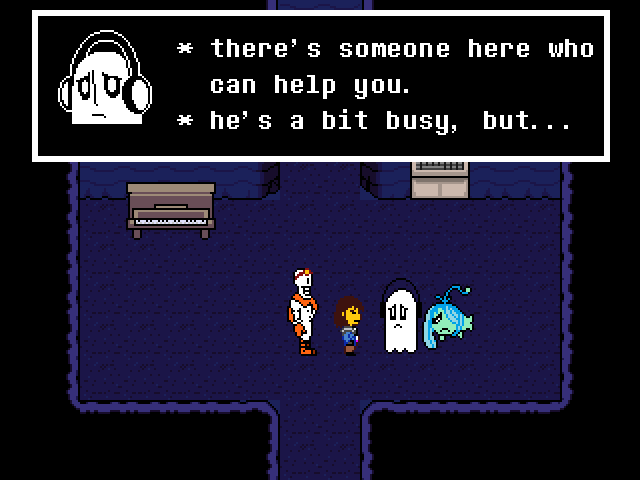 * there's someone here who
can help you.
* he's a bit busy, but...